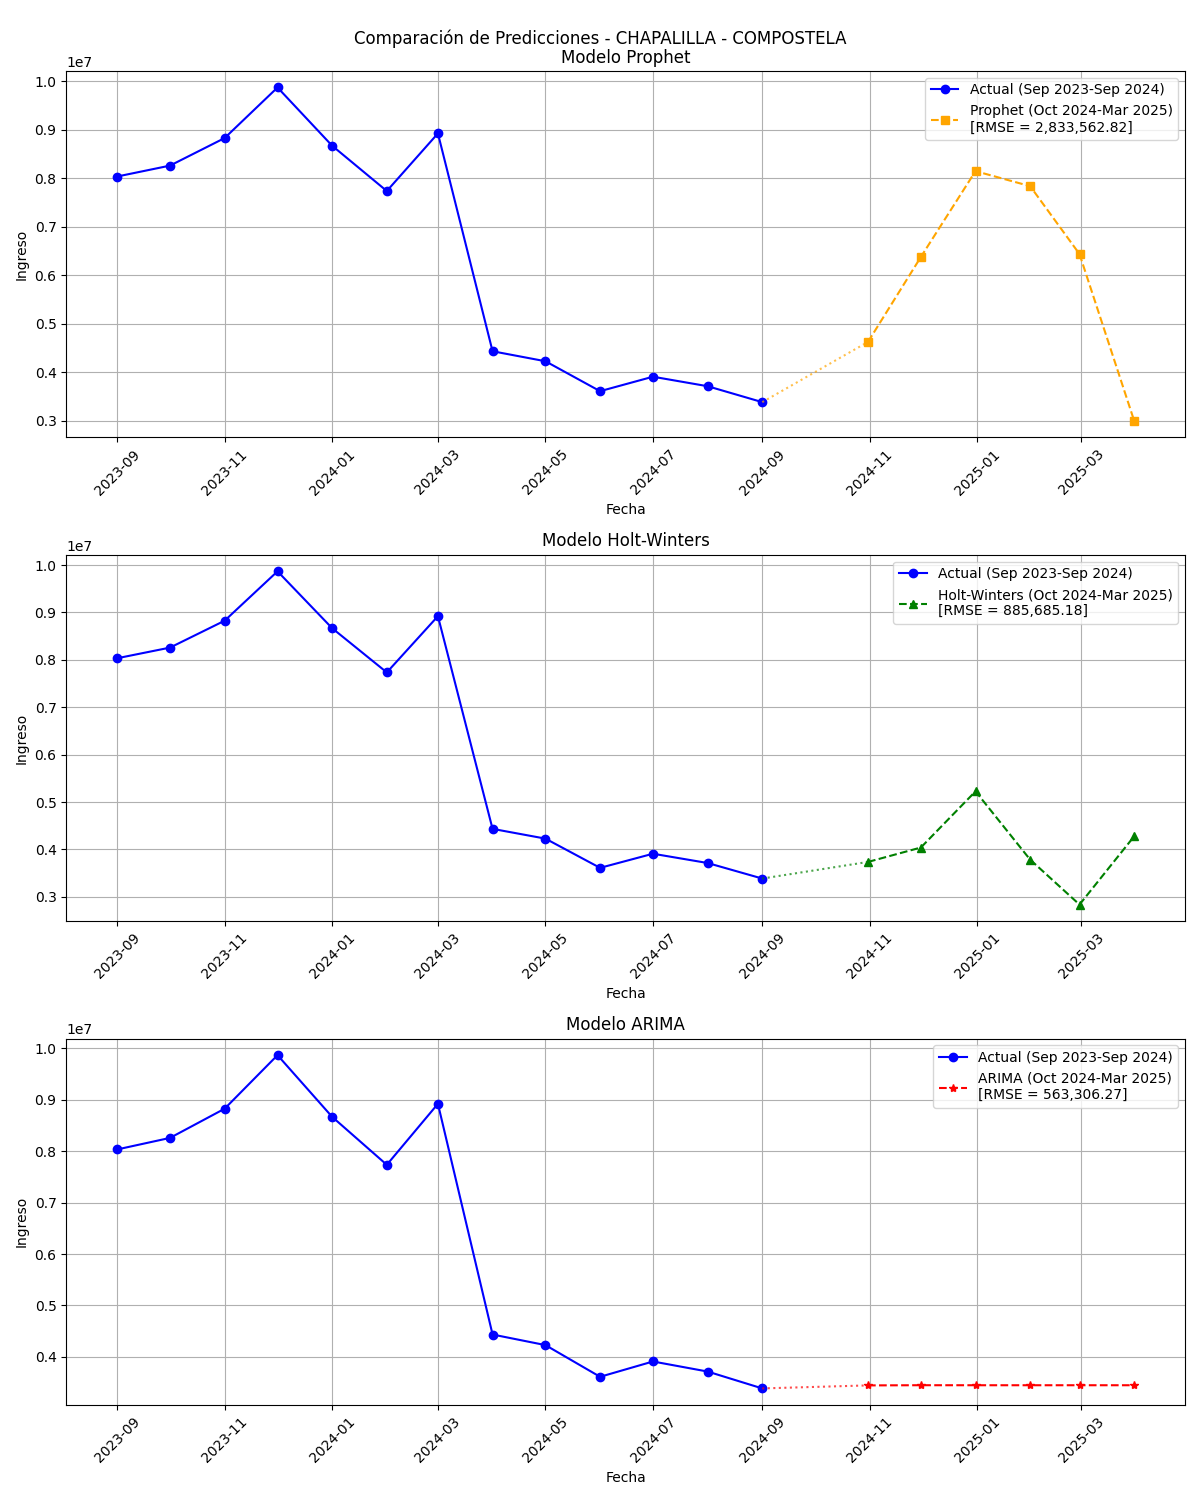 Comparación de Predicciones - CHAPALILLA - COMPOSTELA
Modelo Prophet
1e7
1.0
0.9
0.8
0.7
0.6
0.5
0.4
0.3
Ingreso
Actual (Sep 2023-Sep 2024)
Prophet (Oct 2024-Mar 2025)
[RMSE = 2,833,562.82]
2023-09
2023-11
2024-01
2024-03
2024-05
2024-07
2024-09
2024-11
2025-01
2025-03
Fecha
Modelo Holt-Winters
1e7
1.0
0.9
0.8
0.7
0.6
0.5
0.4
0.3
Ingreso
Actual (Sep 2023-Sep 2024)
Holt-Winters (Oct 2024-Mar 2025)
[RMSE = 885,685.18]
2023-09
2023-11
2024-01
2024-03
2024-05
2024-07
2024-09
2024-11
2025-01
2025-03
Fecha
Modelo ARIMA
1e7
1.0
0.9
0.8
0.7
0.6
0.5
0.4
Ingreso
Actual (Sep 2023-Sep 2024)
ARIMA (Oct 2024-Mar 2025)
[RMSE = 563,306.27]
2023-09
2023-11
2024-01
2024-03
2024-05
2024-07
2024-09
2024-11
2025-01
2025-03
Fecha